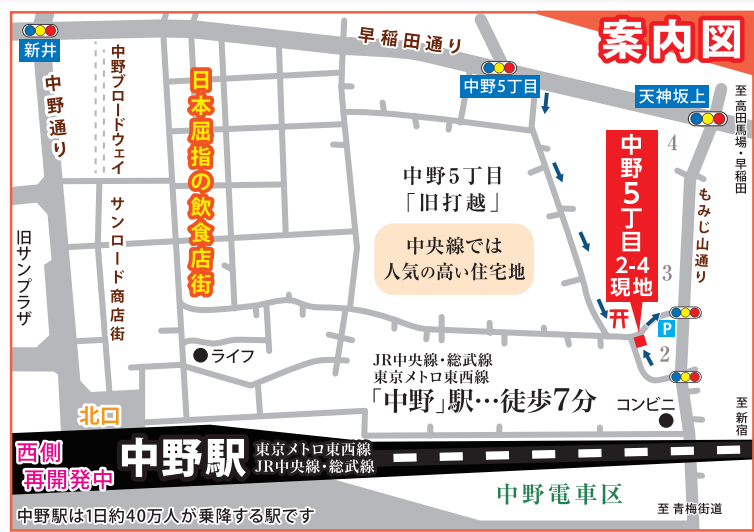 案内図
新井
早稲田通り
中野5丁目
天神坂上
至 高田馬場・早稲田
中野通り
中野ブロードウェイ
日本屈指の飲食店街
サンロード商店街
旧サンプラザ
中野5丁目
「旧打越」
中央線では
人気の高い住宅地
中野5丁目
2-4
現地
4
もみじ山通り
3
P
2
ライフ
JR中央線・総武線
東京メトロ東西線
「中野」駅…徒歩7分
コンビニ
至 新宿
北口
西側
再開発中
中野駅
東京メトロ東西線
JR中央線・総武線
中野電車区
至 青梅街道
中野駅は1日約40万人が乗降する駅です